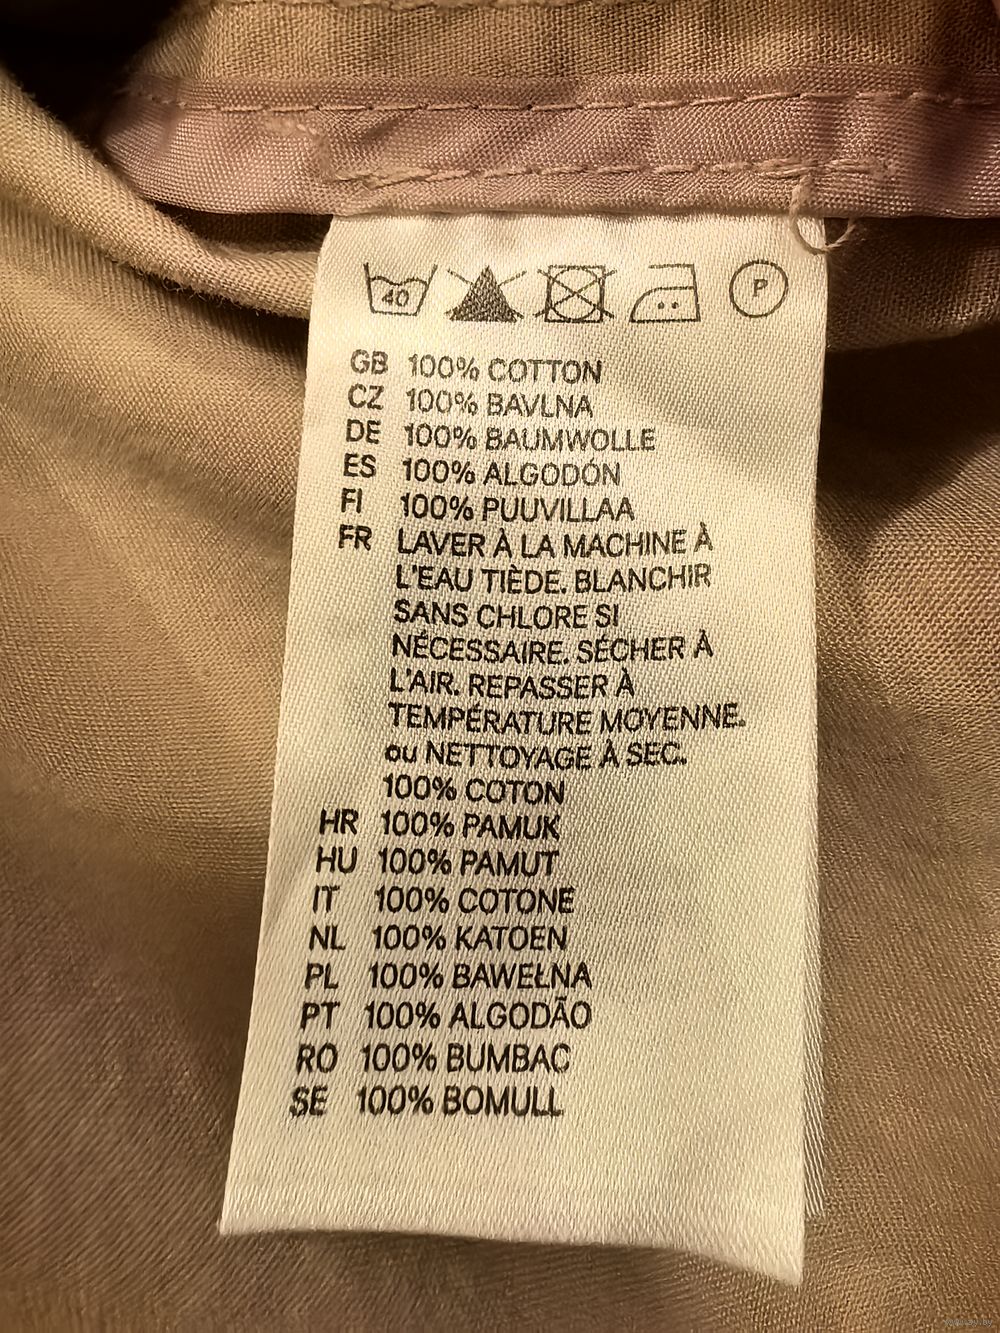 40 P
GB 100% COTTON
CZ 100% BAVLNA
DE 100% BAUMWOLLE
ES 100% ALGODÓN
FI 100% PUUVILLAA
FR LAVER À LA MACHINE À
L'EAU TIÈDE. BLANCHIR
SANS CHLORE SI
NÉCESSAIRE. SÉCHER À
L'AIR. REPASSER À
TEMPÉRATURE MOYENNE.
ou NETTOYAGE À SEC.
100% COTON
HR 100% PAMUK
HU 100% PAMUT
IT 100% COTONE
NL 100% KATOEN
PL 100% BAWEŁNA
PT 100% ALGODÃO
RO 100% BUMBAC
SE 100% BOMULL